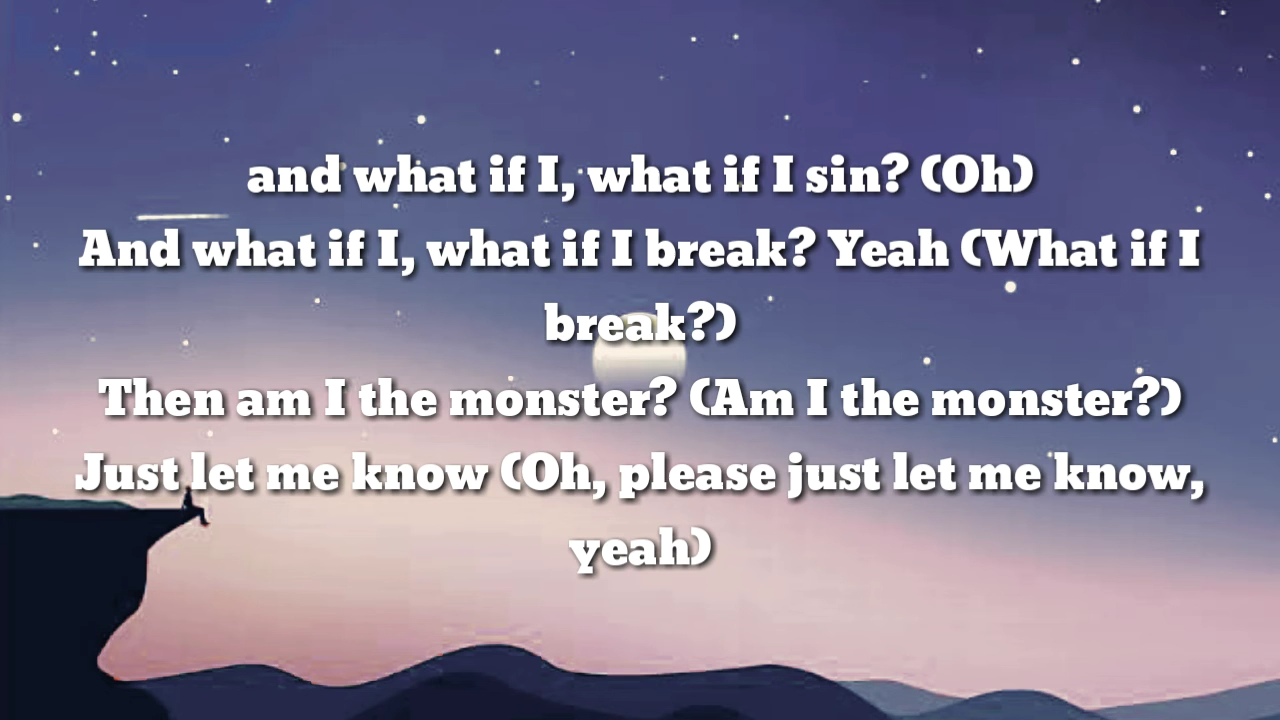 and what if I, what if I sin? (Oh)
And what if I, what if I break? Yeah (What if I
break?)
Then am I the monster? (Am I the monster?)
Just let me know (Oh, please just let me know,
yeah)